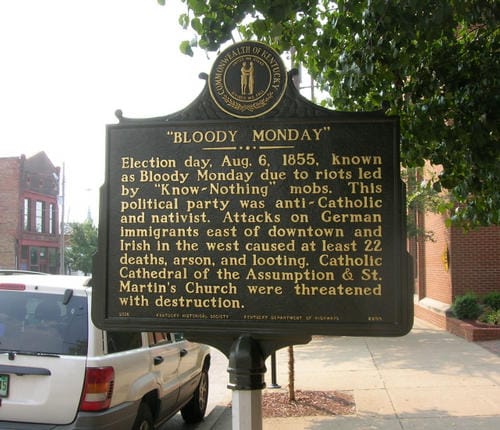 COMMONWEALTH OF KENTUCKY
"BLOODY MONDAY"
Election day, Aug. 6, 1855, known
as Bloody Monday due to riots led
by "Know-Nothing" mobs. This
political party was anti-Catholic
and nativist. Attacks on German
immigrants east of downtown and
Irish in the west caused at least 22
deaths, arson, and looting. Catholic
Cathedral of the Assumption & St.
Martin's Church were threatened
with destruction.
KENTUCKY HISTORICAL SOCIETY KENTUCKY DEPARTMENT OF HIGHWAYS